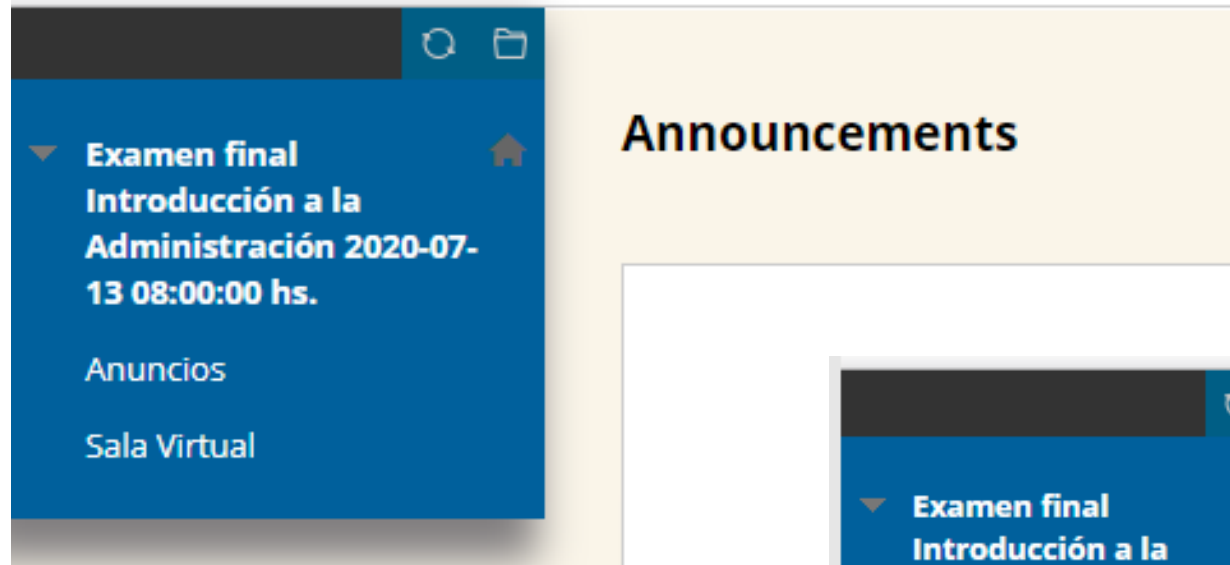 Examen final
Introducción a la
Administración 2020-07-
13 08:00:00 hs.
Anuncios
Sala Virtual
Announcements
Examen final
Introducción a la